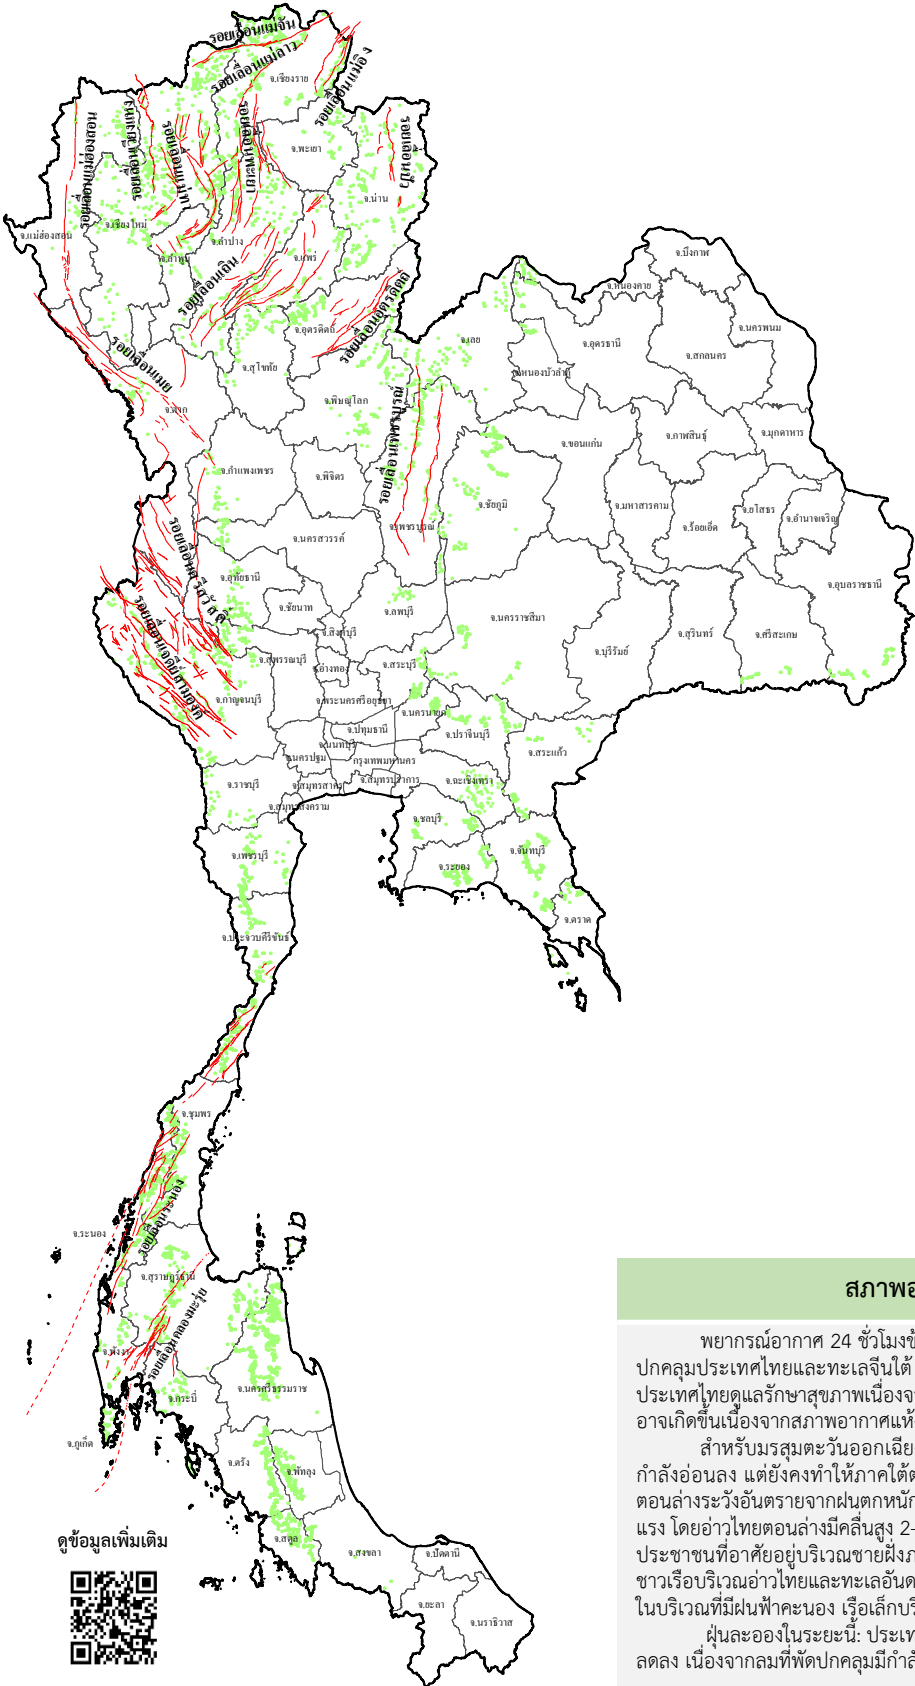 รอยเลื่อนแม่จัน
รอยเลื่อนแม่ลาว
จ.เชียงราย
รอยเลื่อนแม่อิง
รอยเลื่อนแม่ฮ่องสอน
รอยเลื่อนแม่ทา
รอยเลื่อนพะเยา
จ.พะเยา
รอยเลื่อนปัว
จ.น่าน
จ.แม่ฮ่องสอน
จ.เชียงใหม่
จ.ลำปาง
จ.ลำพูน
จ.แพร่
รอยเลื่อนเถิน
จ.อุตรดิตถ์
รอยเลื่อนอุตรดิตถ์
รอยเลื่อนเมย
จ.สุโขทัย
จ.ตาก
จ.พิษณุโลก
รอยเลื่อนเพชรบูรณ์
จ.เลย
จ.บึงกาฬ
จ.หนองคาย
จ.นครพนม
จ.อุดรธานี
จ.สกลนคร
จ.หนองบัวลำภู
จ.กำแพงเพชร
จ.พิจิตร
จ.เพชรบูรณ์
จ.ชัยภูมิ
จ.ขอนแก่น
จ.กาฬสินธุ์
จ.มุกดาหาร
จ.มหาสารคาม
จ.ร้อยเอ็ด
จ.ยโสธร
จ.อำนาจเจริญ
รอยเลื่อนศรีสวัสดิ์
จ.นครสวรรค์
จ.อุทัยธานี
จ.ชัยนาท
จ.ลพบุรี
จ.นครราชสีมา
จ.อุบลราชธานี
จ.บุรีรัมย์
จ.สุรินทร์
จ.ศรีสะเกษ
รอยเลื่อนเจดีย์สามองค์
จ.สิงห์บุรี
จ.สุพรรณบุรี
จ.อ่างทอง
จ.สระบุรี
จ.กาญจนบุรี
จ.พระนครศรีอยุธยา
จ.นครนายก
จ.ปทุมธานี
จ.ปราจีนบุรี
จ.สระแก้ว
จ.นนทบุรี
จ.นครปฐม
กรุงเทพมหานคร
จ.ราชบุรี
จ.สมุทรสาคร
จ.สมุทรปราการ
จ.ฉะเชิงเทรา
จ.สมุทรสงคราม
จ.ชลบุรี
จ.เพชรบุรี
จ.ระยอง
จ.จันทบุรี
จ.ตราด
จ.ประจวบคีรีขันธ์
จ.ชุมพร
รอยเลื่อนระนอง
จ.ระนอง
จ.สุราษฎร์ธานี
รอยเลื่อนคลองมะรุ่ย
จ.พังงา
จ.กระบี่
จ.นครศรีธรรมราช
จ.ภูเก็ต
จ.ตรัง
จ.พัทลุง
จ.สตูล
จ.สงขลา
จ.ปัตตานี
จ.ยะลา
จ.นราธิวาส
ดูข้อมูลเพิ่มเติม
สภาพอ
พยากรณ์อากาศ 24 ชั่วโมงข้
ปกคลุมประเทศไทยและทะเลจีนใต้
ประเทศไทยดูแลรักษาสุขภาพเนื่องจ
อาจเกิดขึ้นเนื่องจากสภาพอากาศแห้
สำหรับมรสุมตะวันออกเฉีย
กำลังอ่อนลง แต่ยังคงทำให้ภาคใต้ต
ตอนล่างระวังอันตรายจากฝนตกหนัก
แรง โดยอ่าวไทยตอนล่างมีคลื่นสูง 2-
ประชาชนที่อาศัยอยู่บริเวณชายฝั่งภ
ชาวเรือบริเวณอ่าวไทยและทะเลอันด
ในบริเวณที่มีฝนฟ้าคะนอง เรือเล็กบริ
ฝุ่นละอองในระยะนี้: ประเท
ลดลง เนื่องจากลมที่พัดปกคลุมมีกำลั